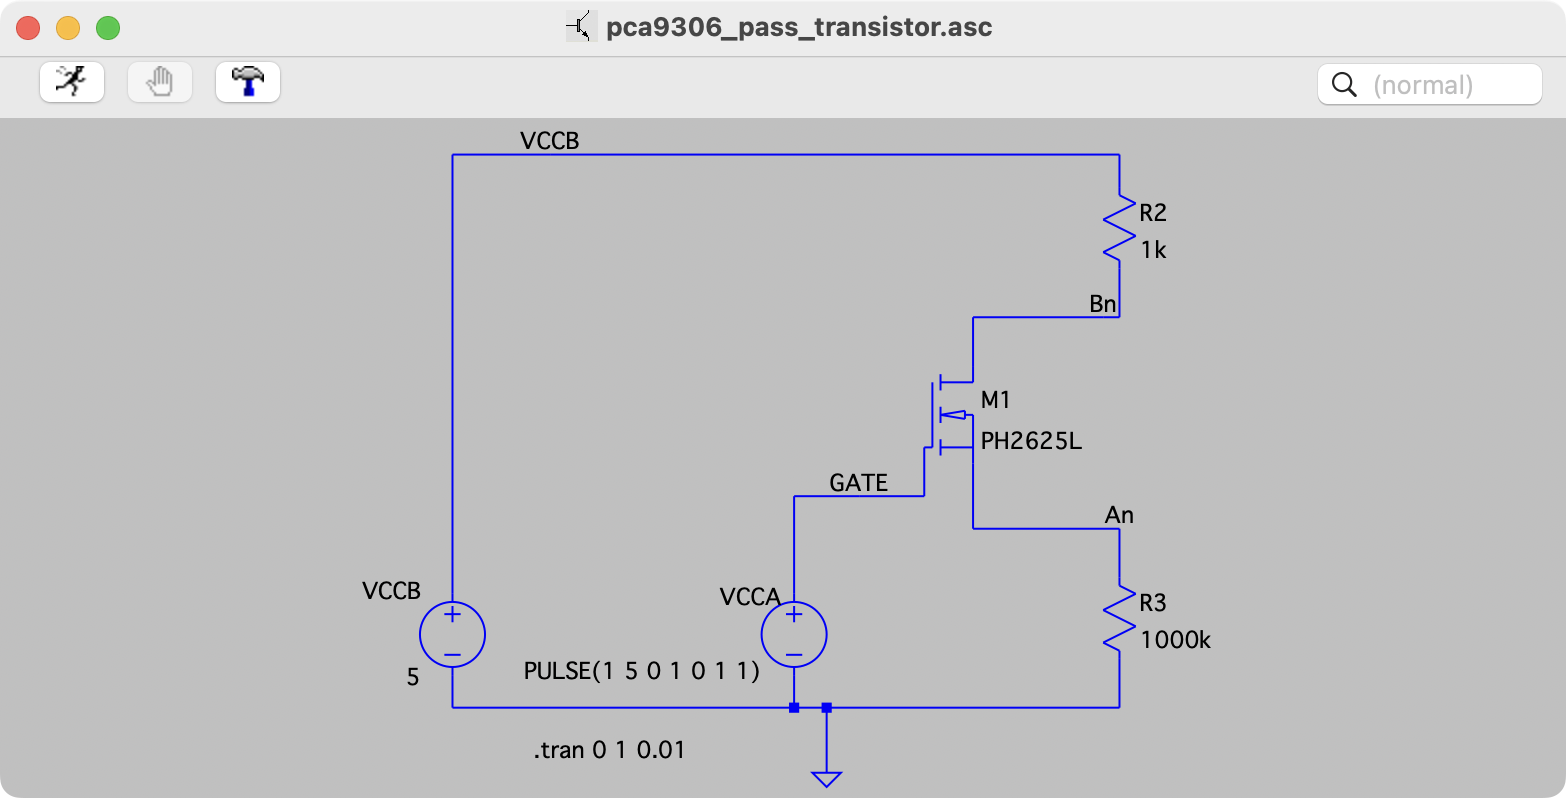 pca9306_pass_transistor.asc
(normal)
VCCB
R2
1k
Bn
M1
PH2625L
GATE
An
VCCB
VCCA
R3
1000k
5
PULSE(1 5 0 1 0 1 1)
.tran 0 1 0.01